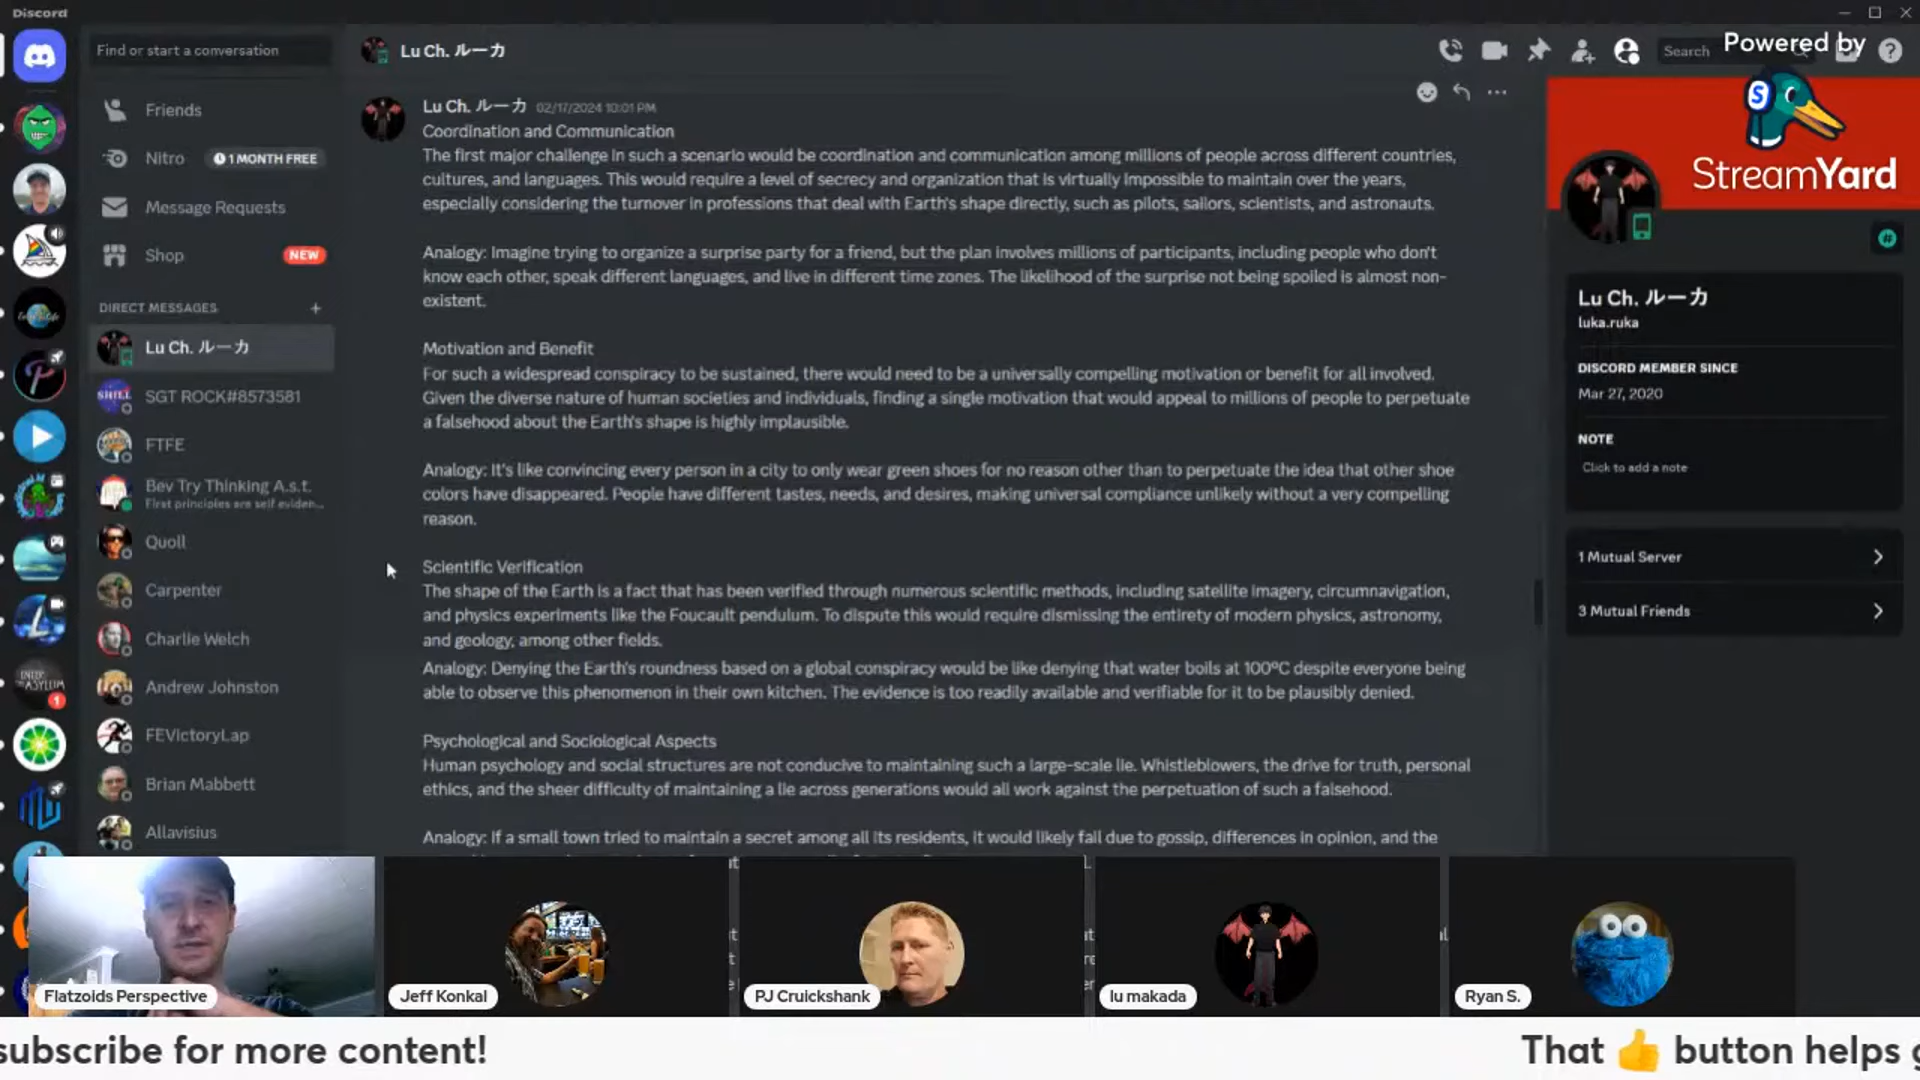 Discord
Find or start a conversation
Friends
Nitro
1 MONTH FREE
Message Requests
Shop
NEW
DIRECT MESSAGES +
Lu Ch. ルーカ
SGT ROCK#8573581
FTFE
Bev Try Thinking A.s.t.
First principles are self eviden...
Quoll
Carpenter
Charlie Welch
Andrew Johnston
FEVictoryLap
Brian Mabbett
Allavisius
Lu Ch. ルーカ
Search
Lu Ch. ルーカ 02/17/2024 10:01 PM
Coordination and Communication
The first major challenge in such a scenario would be coordination and communication among millions of people across different countries,
cultures, and languages. This would require a level of secrecy and organization that is virtually impossible to maintain over the years,
especially considering the turnover in professions that deal with Earth's shape directly, such as pilots, sailors, scientists, and astronauts.
Analogy: Imagine trying to organize a surprise party for a friend, but the plan involves millions of participants, including people who don't
know each other, speak different languages, and live in different time zones. The likelihood of the surprise not being spoiled is almost non-
existent.
Motivation and Benefit
For such a widespread conspiracy to be sustained, there would need to be a universally compelling motivation or benefit for all involved.
Given the diverse nature of human societies and individuals, finding a single motivation that would appeal to millions of people to perpetuate
a falsehood about the Earth's shape is highly implausible.
Analogy: It's like convincing every person in a city to only wear green shoes for no reason other than to perpetuate the idea that other shoe
colors have disappeared. People have different tastes, needs, and desires, making universal compliance unlikely without a very compelling
reason.
Scientific Verification
The shape of the Earth is a fact that has been verified through numerous scientific methods, including satellite imagery, circumnavigation,
and physics experiments like the Foucault pendulum. To dispute this would require dismissing the entirety of modern physics, astronomy,
and geology, among other fields.
Analogy: Denying the Earth's roundness based on a global conspiracy would be like denying that water boils at 100°C despite everyone being
able to observe this phenomenon in their own kitchen. The evidence is too readily available and verifiable for it to be plausibly denied.
Psychological and Sociological Aspects
Human psychology and social structures are not conducive to maintaining such a large-scale lie. Whistleblowers, the drive for truth, personal
ethics, and the sheer difficulty of maintaining a lie across generations would all work against the perpetuation of such a falsehood.
Analogy: If a small town tried to maintain a secret among all its residents, it would likely fail due to gossip, differences in opinion, and the
Powered by
StreamYard
Lu Ch. ルーカ
luka.ruka
DISCORD MEMBER SINCE
Mar 27, 2020
NOTE
Click to add a note
1 Mutual Server
3 Mutual Friends
Flatzoids Perspective
Jeff Konkal
PJ Cruickshank
lu makada
Ryan S.
subscribe for more content!
That 👍 button helps